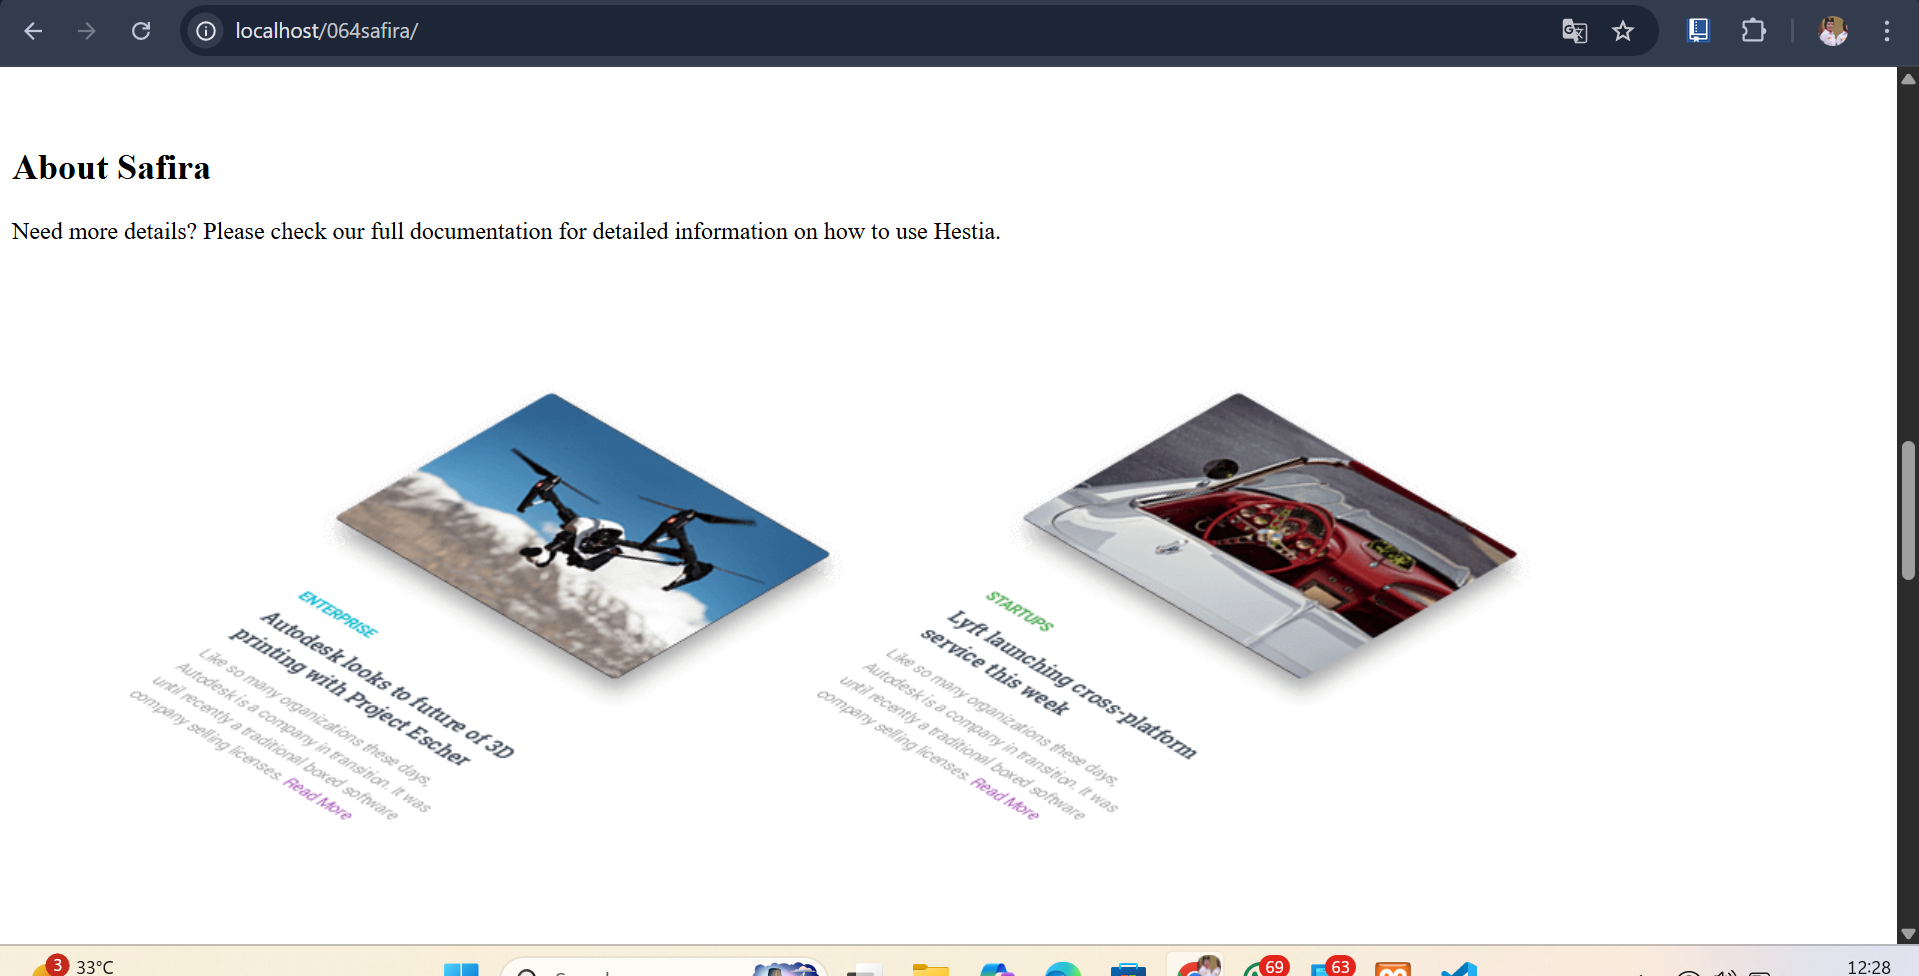 localhost/064safira/
About Safira
Need more details? Please check our full documentation for detailed information on how to use Hestia.
ENTERPRISE
Autodesk looks to future of 3D
printing with Project Escher
Like so many organizations these days,
Autodesk is a company in transition. It was
until recently a traditional boxed software
company selling licenses. Read More
STARTUPS
Lyft launching cross-platform
service this week
Like so many organizations these days,
Autodesk is a company in transition. It was
until recently a traditional boxed software
company selling licenses. Read More
3
33°C
69
63
12:28